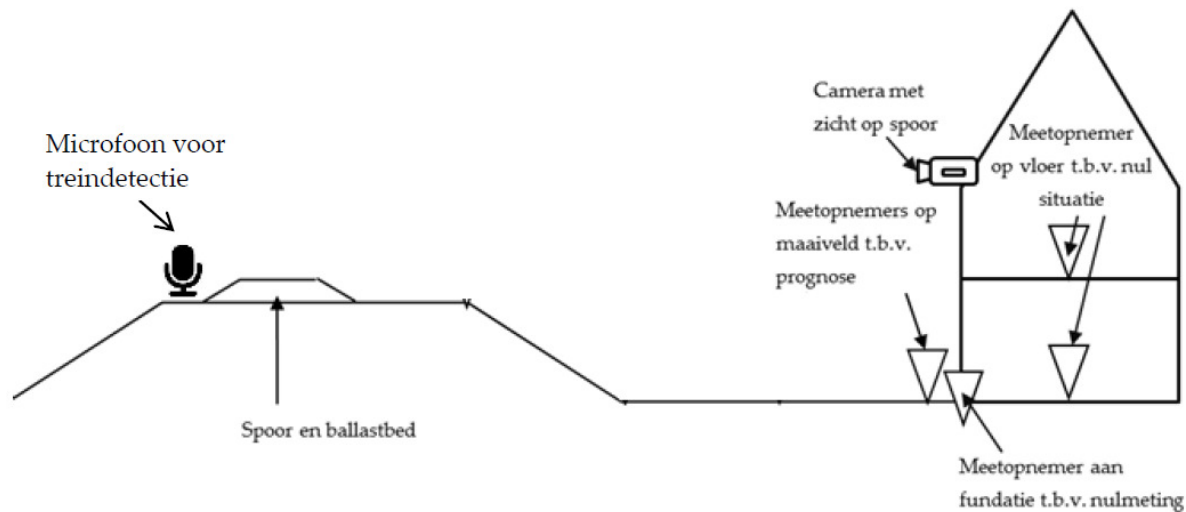 Microfoon voor
treindetectie
Spoor en ballastbed
Camera met
zicht op spoor
Meetopnemers op
maaiveld t.b.v.
prognose
Meetopnemer
op vloer t.b.v. nul
situatie
Meetopnemer aan
fundatie t.b.v. nulmeting